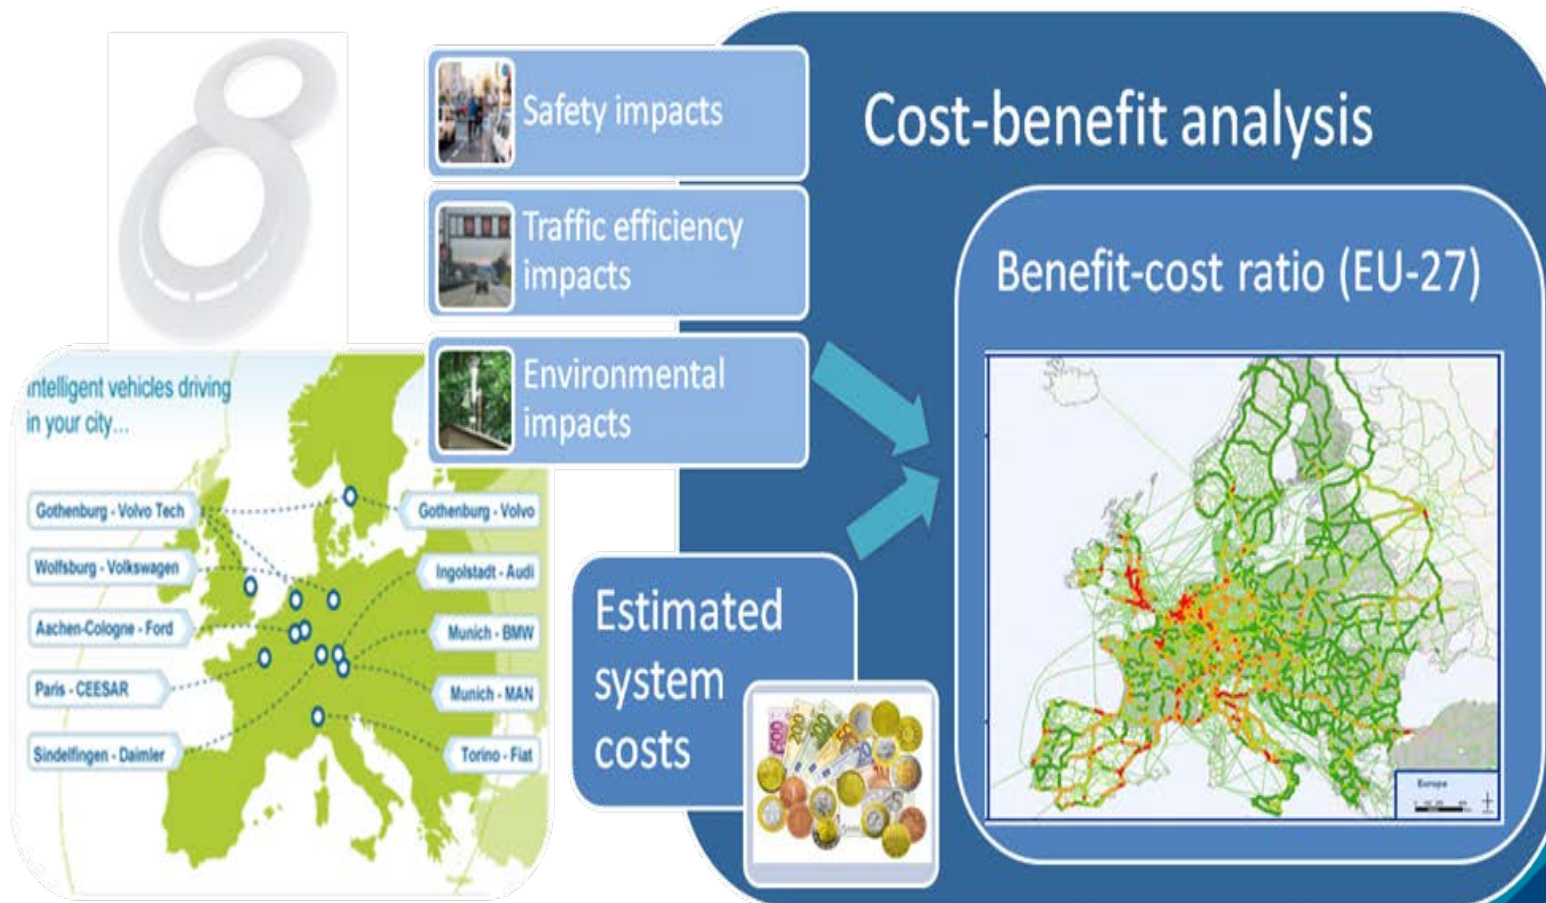 Safety impacts
Traffic efficiency
impacts
Environmental
impacts
Cost-benefit analysis
Benefit-cost ratio (EU-27)
Intelligent vehicles driving
in your city...
Gothenburg - Volvo Tech
Wolfsburg - Volkswagen
Aachen-Cologne - Ford
Paris - CEESAR
Sindelfingen - Daimler
Gothenburg - Volvo
Ingolstadt - Audi
Munich - BMW
Munich - MAN
Torino - Fiat
Estimated
system
costs
Europa